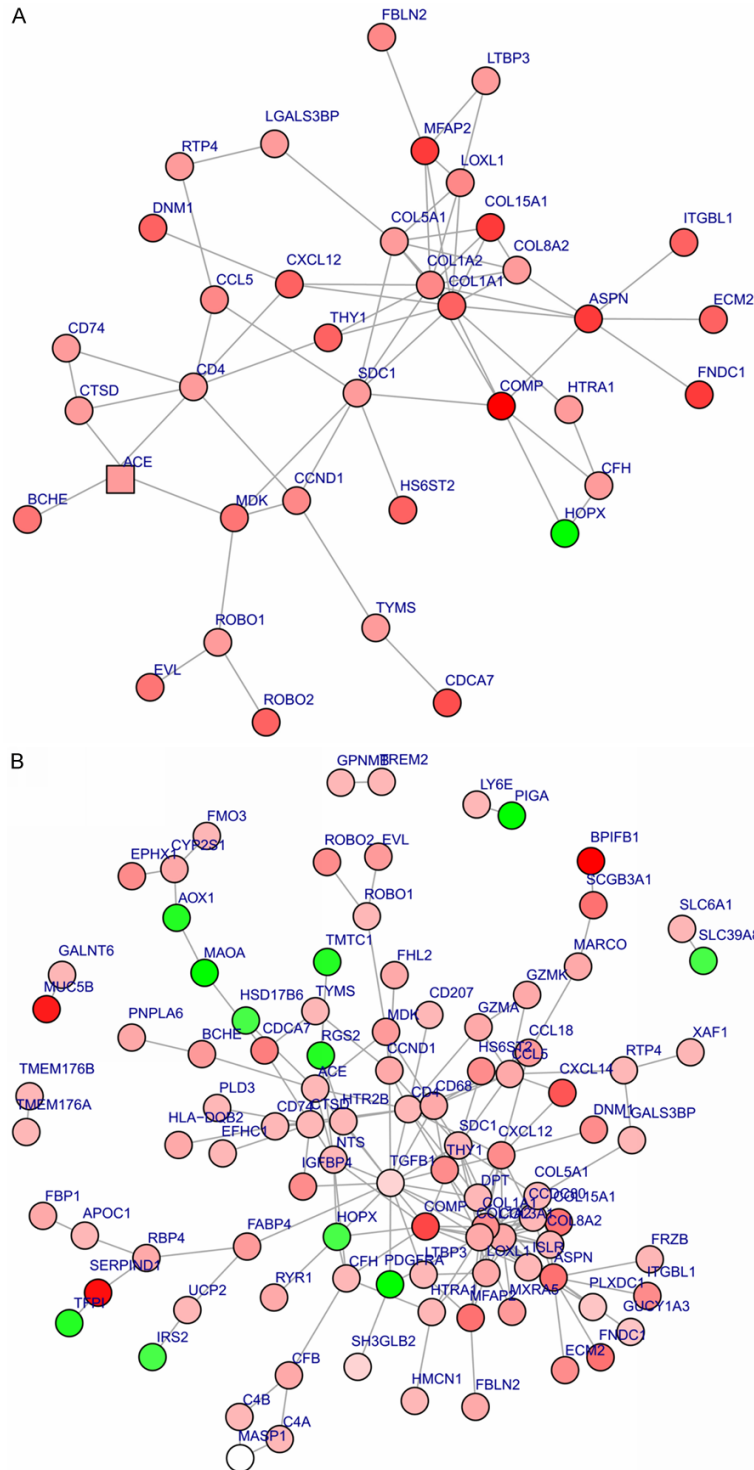 A
FBLN2
LTBP3
LGALS3BP
MFAP2
RTP4
LOXL1
COL15A1
DNM1
COL5A1
ITGBL1
COL8A2
CXCL12
COL1A2
CCL5
COL1A1
ASPN
ECM2
THY1
CD74
CD4
SDC1
FNDC1
CTSD
COMP
HTRA1
ACE
CCND1
CFH
BCHE
MDK
HS6ST2
HOPX
TYMS
ROBO1
EVL
CDCA7
ROBO2
B
GPNMB
TREM2
LY6E
PIGA
FMO3
ROBO2
EVL
BPIFB1
EPHX1
CYP2S1
SCGB3A1
AOX1
ROBO1
SLC6A1
TMTC1
MARCO
SLC39A8
GALNT6
MAOA
FHL2
GZMK
MUC5B
HSD17B6
TYMS
CD207
GZMA
PNPLA6
CDCA7
MDK
CCL18
BCHE
RGS2
CCND1
HS6ST2
CCL5
XAF1
TMEM176B
ACE
CD68
CXCL14
RTP4
TMEM176A
PLD3
CD74
CTSD
HTR2B
CD4
DNM1
GALS3BP
HLA-DQB2
EFHC1
NTS
SDC1
CXCL12
IGFBP4
TGFB1
THY1
DPT
COL5A1
FBP1
CCDC80
COL15A1
APOC1
COMP
COL1A1
COL8A2
RBP4
FABP4
HOPX
ISLR
SERPIND1
CFH
PDGFRA
LTBP3
LOXL1
ASPN
FRZB
TFPI
UCP2
RYR1
HTRA1
MFAP2
MXRA5
PLXDC1
ITGBL1
IRS2
SH3GLB2
GUCY1A3
FNDC1
CFB
HMCN1
FBLN2
ECM2
C4B
C4A
MASP1